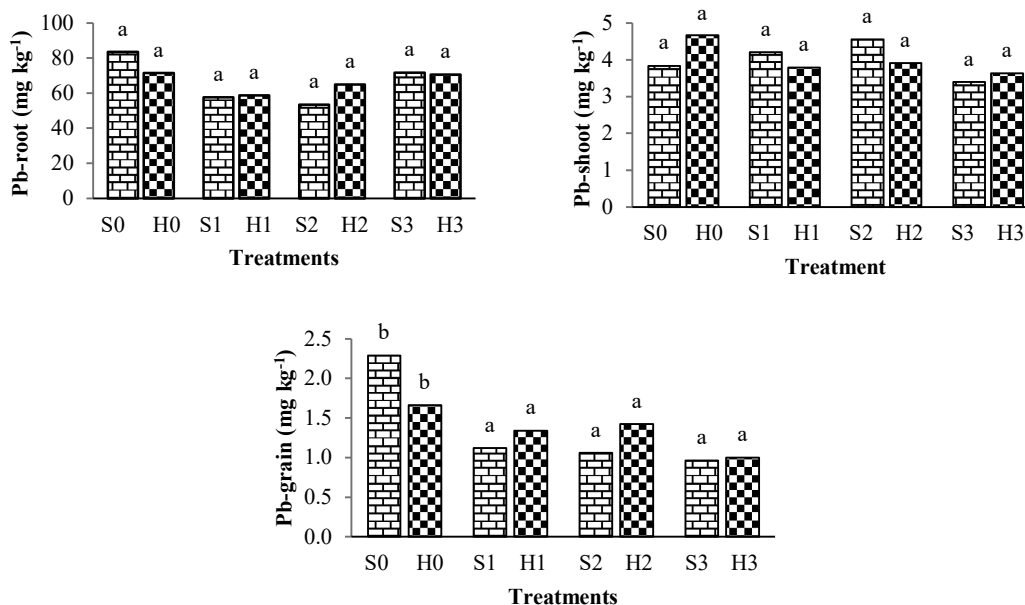 Pb-root (mg kg⁻¹)
100
80
60
40
20
0
a a a a a a a a
S0 H0 S1 H1 S2 H2 S3 H3
Treatments
Pb-shoot (mg kg⁻¹)
5
4
3
2
1
0
a a a a a a a a
S0 H0 S1 H1 S2 H2 S3 H3
Treatment
Pb-grain (mg kg⁻¹)
2.5
2.0
1.5
1.0
0.5
0.0
b b a a a a a a
S0 H0 S1 H1 S2 H2 S3 H3
Treatments